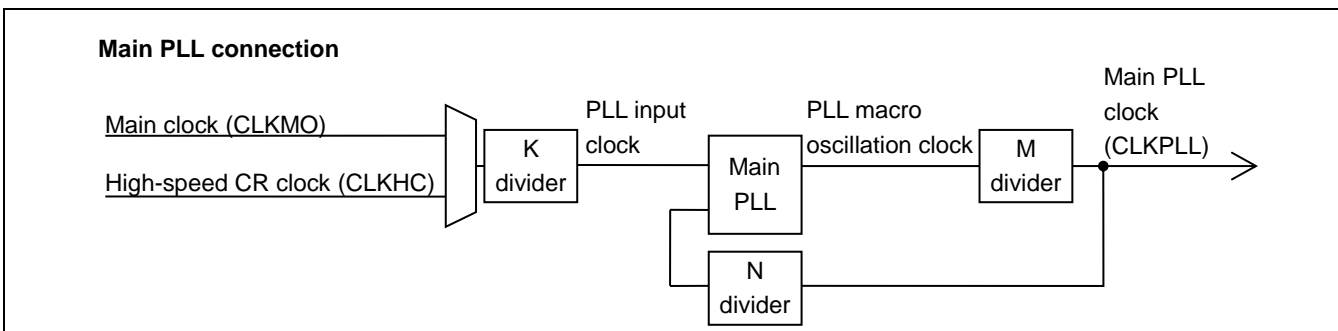 Main PLL connection
Main clock (CLKMO)
High-speed CR clock (CLKHC)
K
divider
PLL input
clock
Main
PLL
PLL macro
oscillation clock
M
divider
Main PLL
clock
(CLKPLL)
N
divider